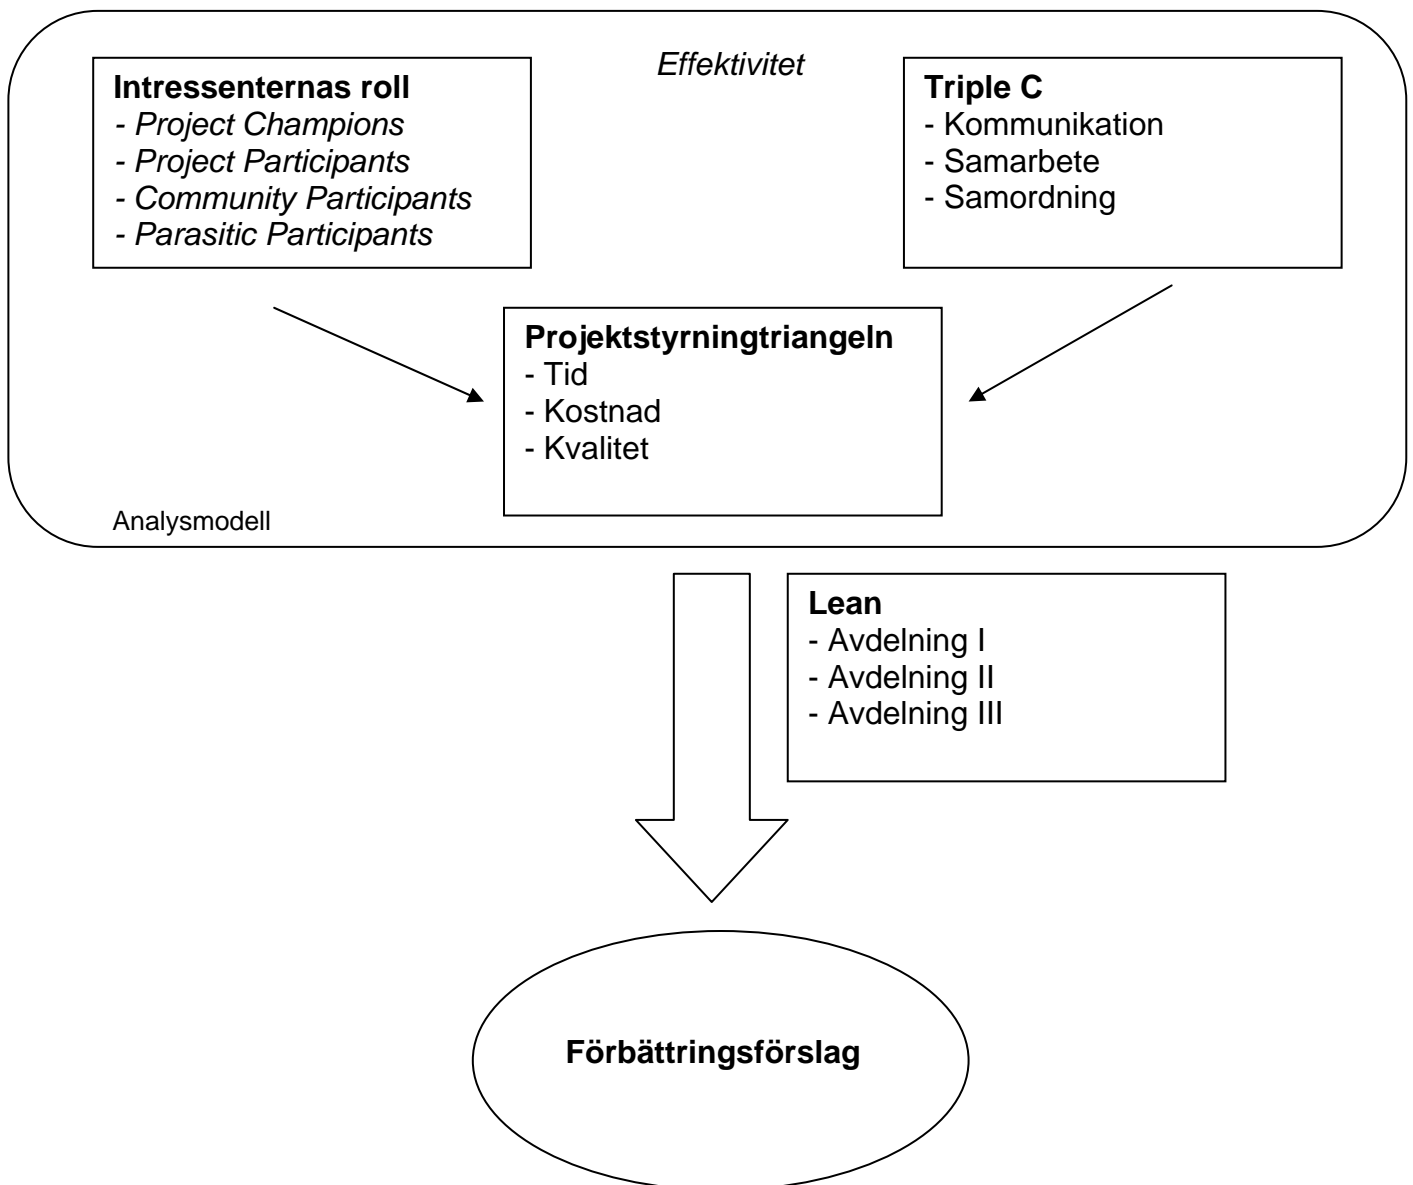 Effektivitet
Intressenternas roll
- Project Champions
- Project Participants
- Community Participants
- Parasitic Participants
Triple C
- Kommunikation
- Samarbete
- Samordning
Projektstyrningtriangeln
- Tid
- Kostnad
- Kvalitet
Analysmodell
Lean
- Avdelning I
- Avdelning II
- Avdelning III
Förbättringsförslag